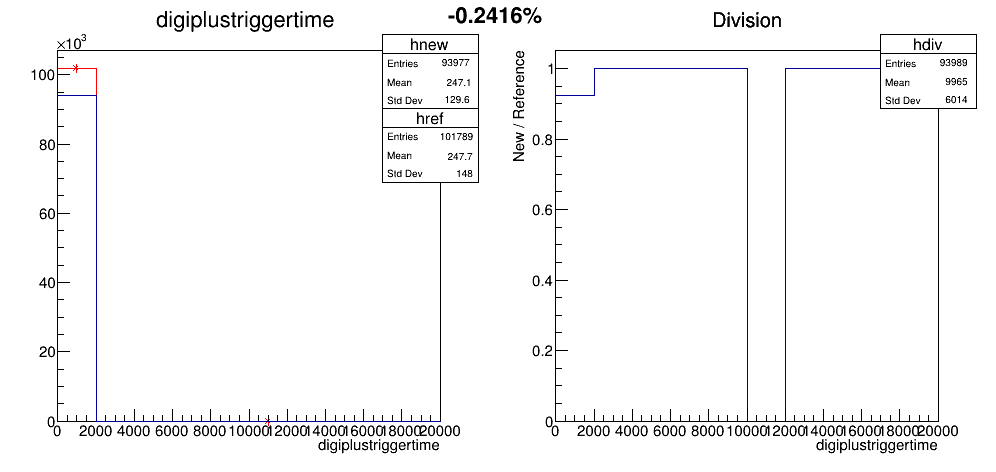 -0.2416%
digiplustriggertime
×10³
100
80
60
40
20
0
0 2000 4000 6000 8000 10000 12000 14000 16000 18000 20000
digiplustriggertime
hnew
Entries 93977
Mean 247.1
Std Dev 129.6
href
Entries 101789
Mean 247.7
Std Dev 148
Division
New / Reference
1
0.8
0.6
0.4
0.2
0
0 2000 4000 6000 8000 10000 12000 14000 16000 18000 20000
digiplustriggertime
hdiv
Entries 93989
Mean 9965
Std Dev 6014